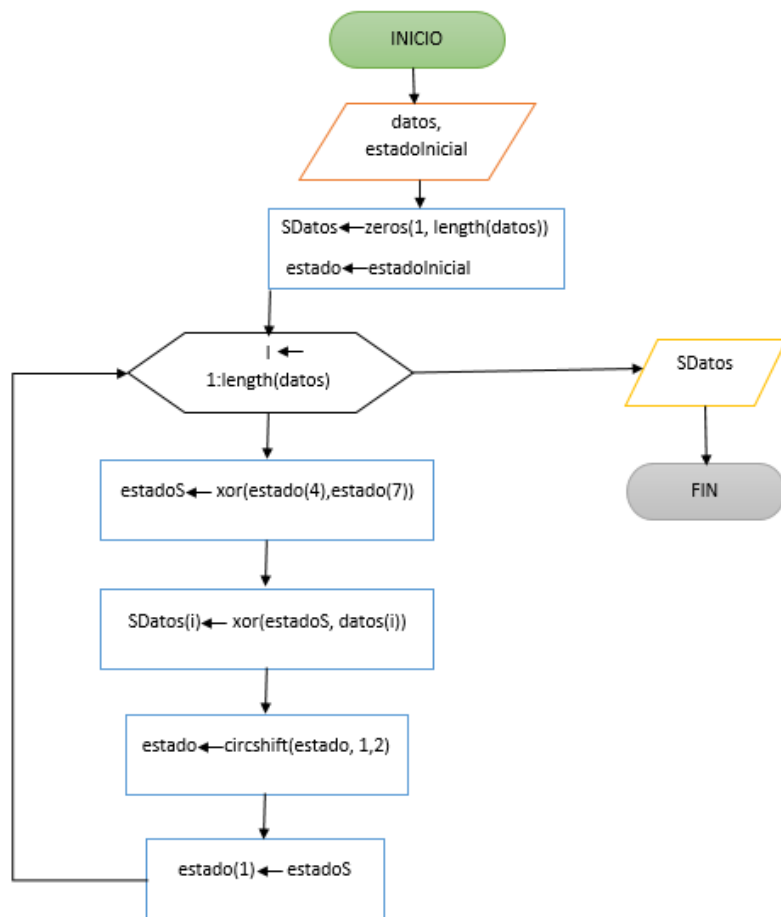 INICIO
datos,
estadoInicial
SDatos←zeros(1, length(datos))
estado←estadoInicial
I ←
1:length(datos)
SDatos
estadoS← xor(estado(4),estado(7))
FIN
SDatos(i)← xor(estadoS, datos(i))
estado←circshift(estado, 1,2)
estado(1)← estadoS